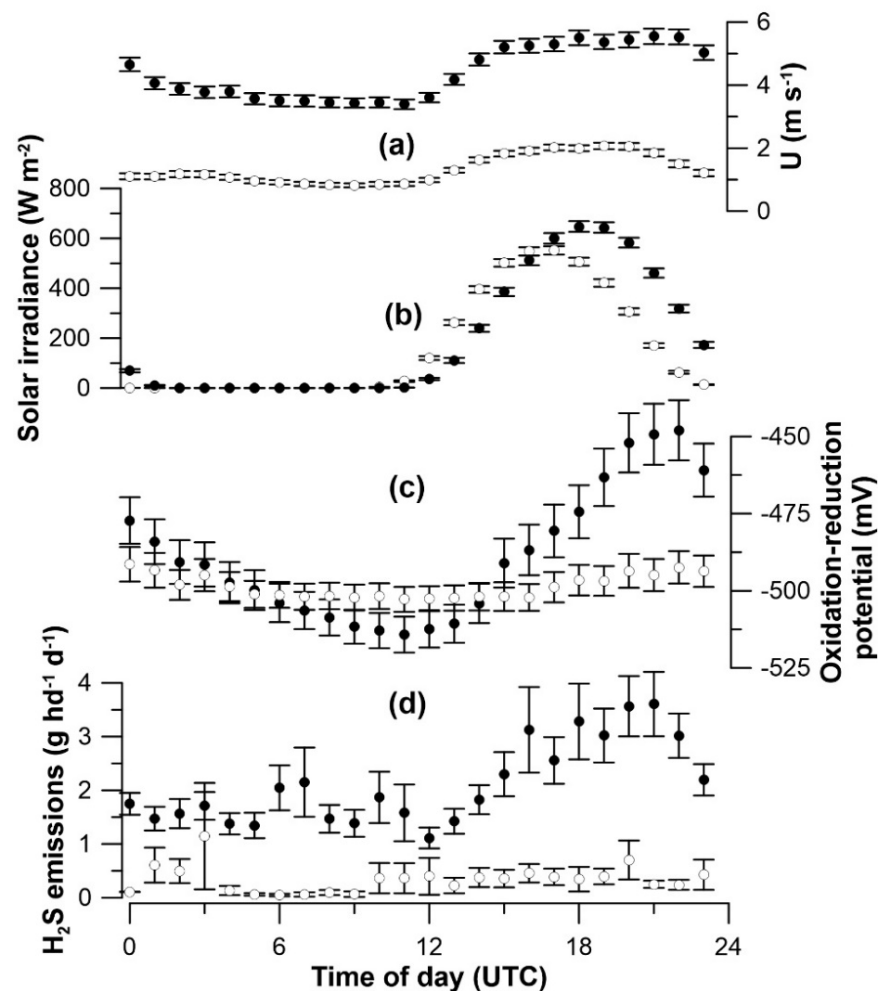 6
4
2
0
U (m s⁻¹)
(a)
800
600
400
200
0
Solar irradiance (W m⁻²)
(b)
-450
-475
-500
-525
Oxidation-reduction
potential (mV)
(c)
4
3
2
1
0
H₂S emissions (g hd⁻¹ d⁻¹)
(d)
0 6 12 18 24
Time of day (UTC)